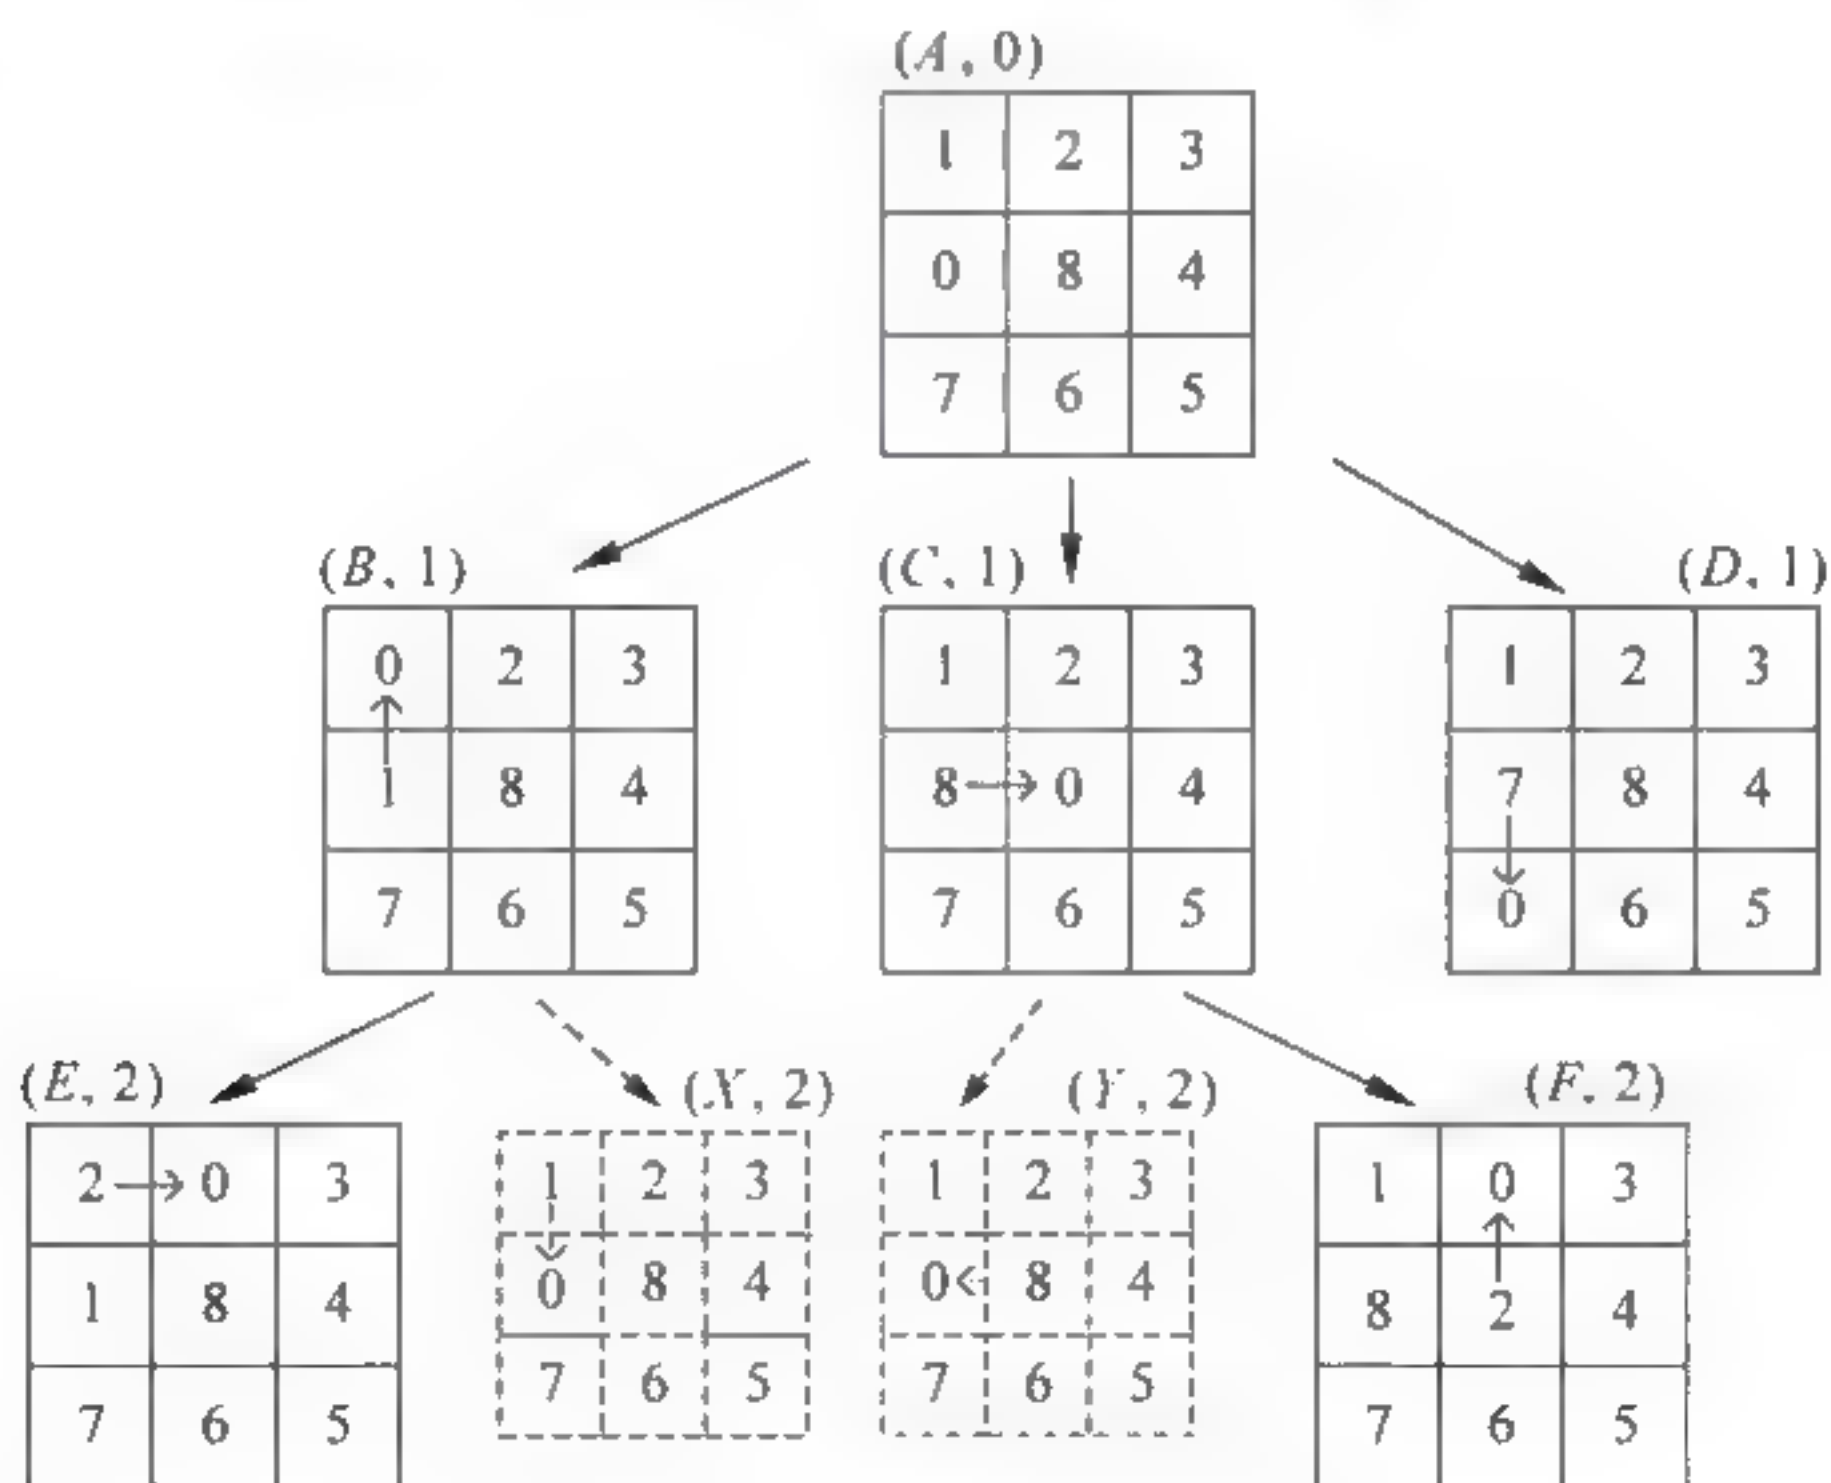 (A, 0)
1 2 3
0 8 4
7 6 5
(B, 1) (C, 1) (D, 1)
0 2 3 1 2 3 1 2 3
1 8 4 8 0 4 7 8 4
7 6 5 7 6 5 0 6 5
(E, 2) (X, 2) (Y, 2) (F, 2)
2 0 3 1 2 3 1 2 3 1 0 3
1 8 4 0 8 4 0 8 4 8 2 4
7 6 5 7 6 5 7 6 5 7 6 5